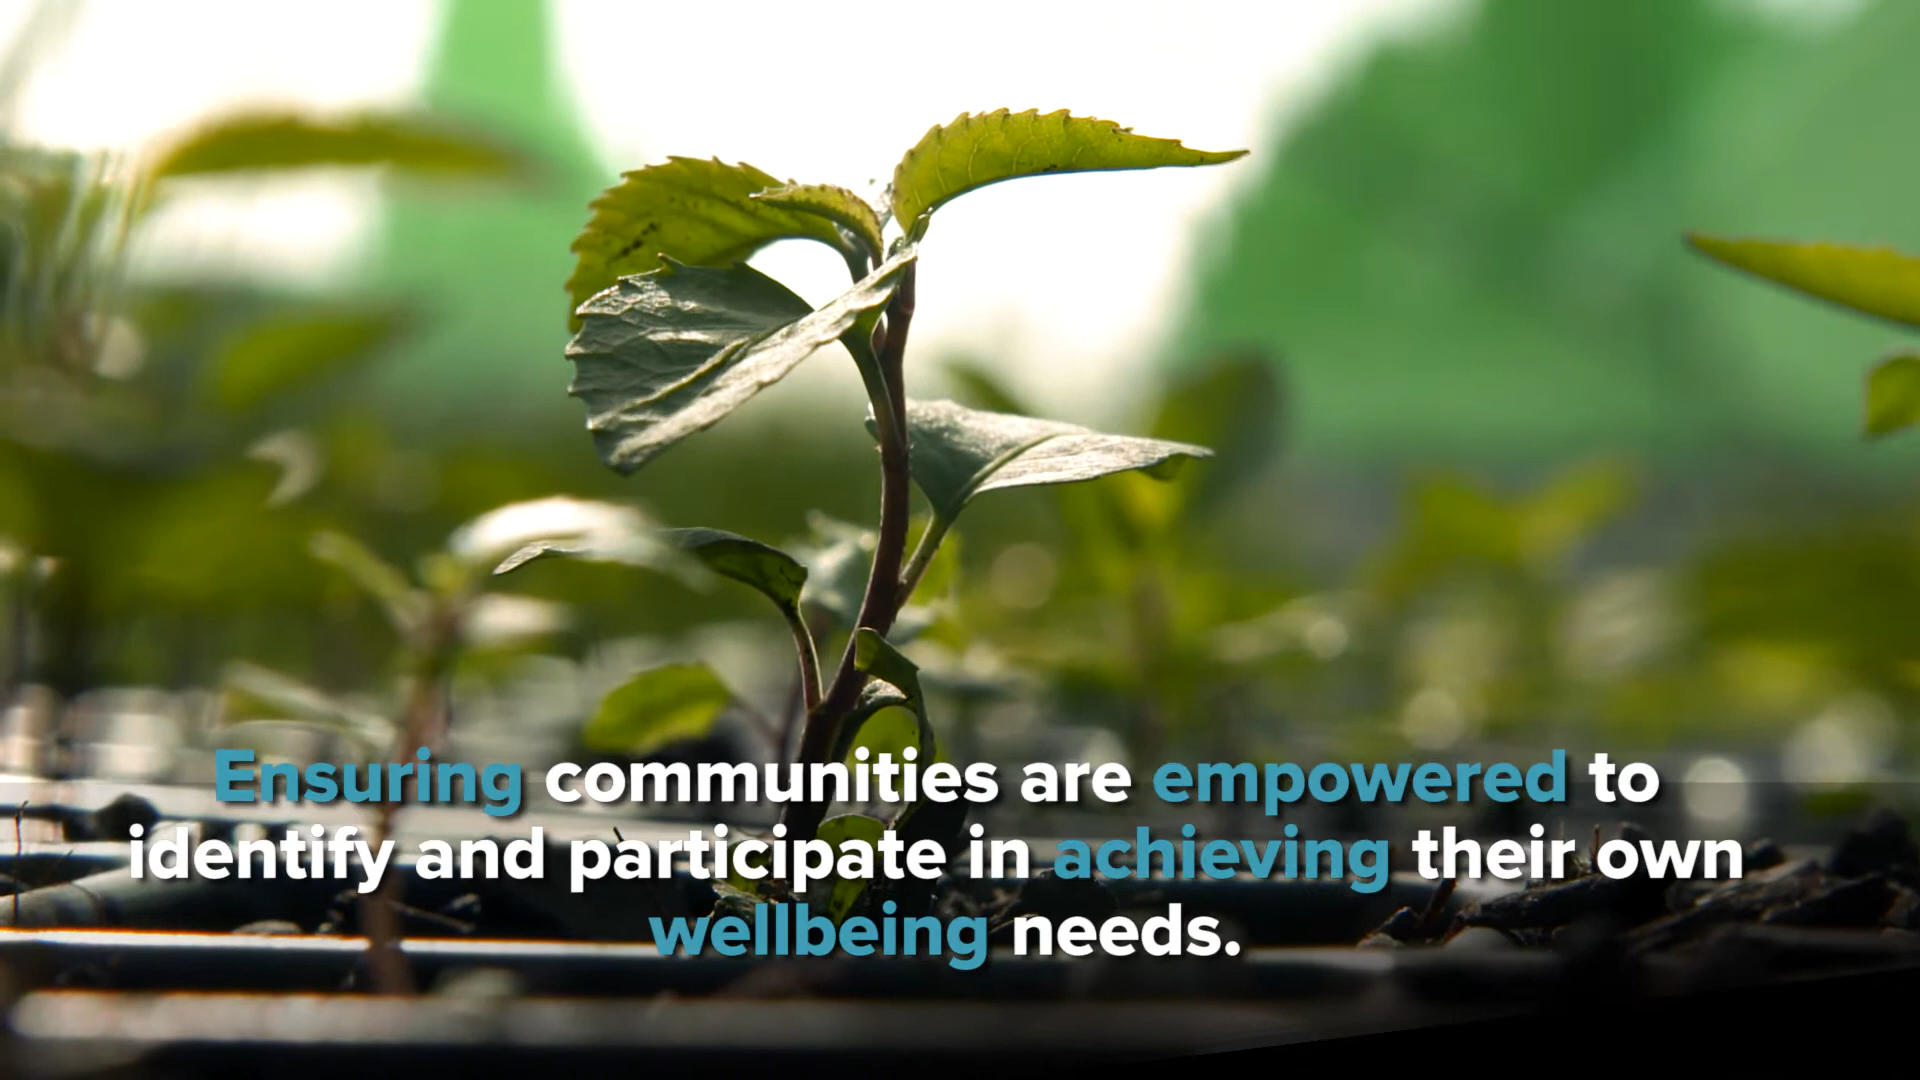 Ensuring communities are empowered to
identify and participate in achieving their own
wellbeing needs.